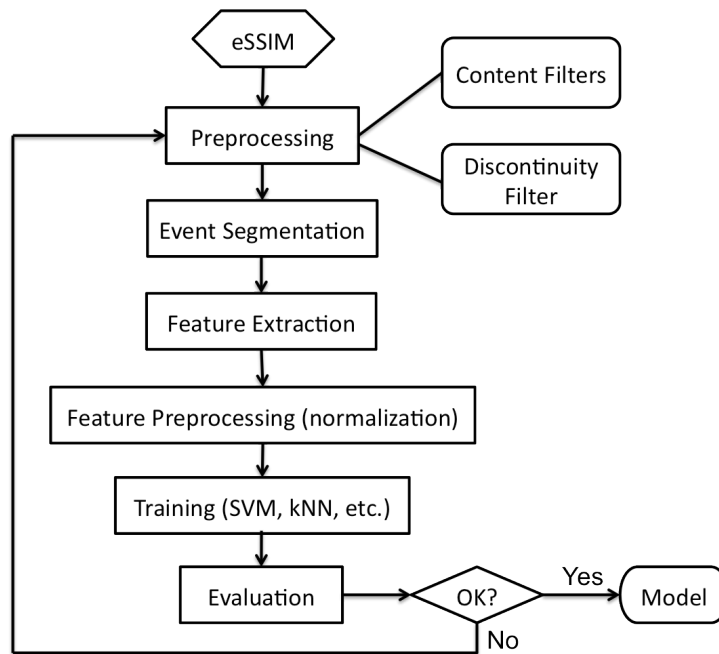 eSSIM
Content Filters
Preprocessing
Discontinuity
Filter
Event Segmentation
Feature Extraction
Feature Preprocessing (normalization)
Training (SVM, kNN, etc.)
Evaluation
OK?
Yes
Model
No